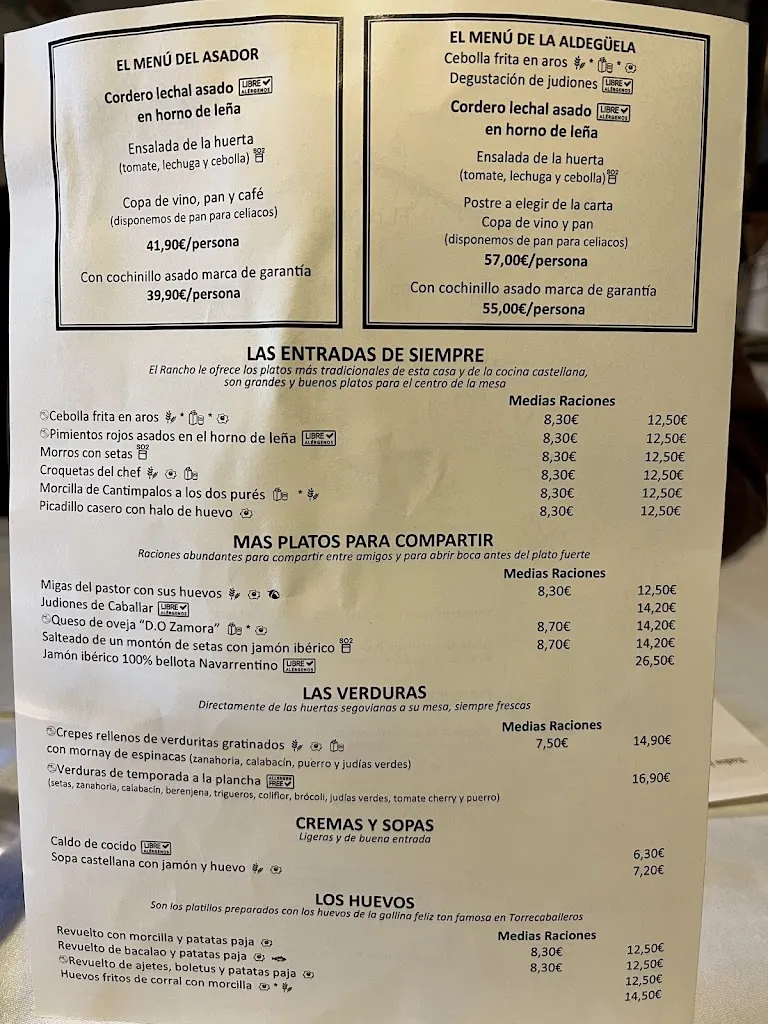 EL MENÚ DEL ASADOR
Cordero lechal asado LIBRE ALÉRGENOS
en horno de leña
Ensalada de la huerta
(tomate, lechuga y cebolla) SO2
Copa de vino, pan y café
(disponemos de pan para celiacos)
41,90€/persona
Con cochinillo asado marca de garantía
39,90€/persona
EL MENÚ DE LA ALDEGÜELA
Cebolla frita en aros * *
Degustación de judiones LIBRE ALÉRGENOS
Cordero lechal asado LIBRE ALÉRGENOS
en horno de leña
Ensalada de la huerta
(tomate, lechuga y cebolla) SO2
Postre a elegir de la carta
Copa de vino y pan
(disponemos de pan para celiacos)
57,00€/persona
Con cochinillo asado marca de garantía
55,00€/persona
LAS ENTRADAS DE SIEMPRE
El Rancho le ofrece los platos más tradicionales de esta casa y de la cocina castellana,
son grandes y buenos platos para el centro de la mesa
Medias Raciones
Cebolla frita en aros * * 8,30€ 12,50€
Pimientos rojos asados en el horno de leña LIBRE ALÉRGENOS 8,30€ 12,50€
Morros con setas SO2 8,30€ 12,50€
Croquetas del chef 8,30€ 12,50€
Morcilla de Cantimpalos a los dos purés * 8,30€ 12,50€
Picadillo casero con halo de huevo 8,30€ 12,50€
MAS PLATOS PARA COMPARTIR
Raciones abundantes para compartir entre amigos y para abrir boca antes del plato fuerte
Medias Raciones
Migas del pastor con sus huevos 8,30€ 12,50€
Judiones de Caballar LIBRE ALÉRGENOS 14,20€
Queso de oveja “D.O Zamora” * 8,70€ 14,20€
Salteado de un montón de setas con jamón ibérico SO2 8,70€ 14,20€
Jamón ibérico 100% bellota Navarrentino LIBRE ALÉRGENOS 26,50€
LAS VERDURAS
Directamente de las huertas segovianas a su mesa, siempre frescas
Medias Raciones
Crepes rellenos de verduritas gratinados 7,50€ 14,90€
con mornay de espinacas (zanahoria, calabacín, puerro y judías verdes)
Verduras de temporada a la plancha ALLERGEN FREE 16,90€
(setas, zanahoria, calabacín, berenjena, trigueros, coliflor, brócoli, judías verdes, tomate cherry y puerro)
CREMAS Y SOPAS
Ligeras y de buena entrada
Caldo de cocido LIBRE ALÉRGENOS 6,30€
Sopa castellana con jamón y huevo 7,20€
LOS HUEVOS
Son los platillos preparados con los huevos de la gallina feliz tan famosa en Torrecaballeros
Medias Raciones
Revuelto con morcilla y patatas paja 8,30€ 12,50€
Revuelto de bacalao y patatas paja 8,30€ 12,50€
Revuelto de ajetes, boletus y patatas paja 12,50€
Huevos fritos de corral con morcilla * 14,50€